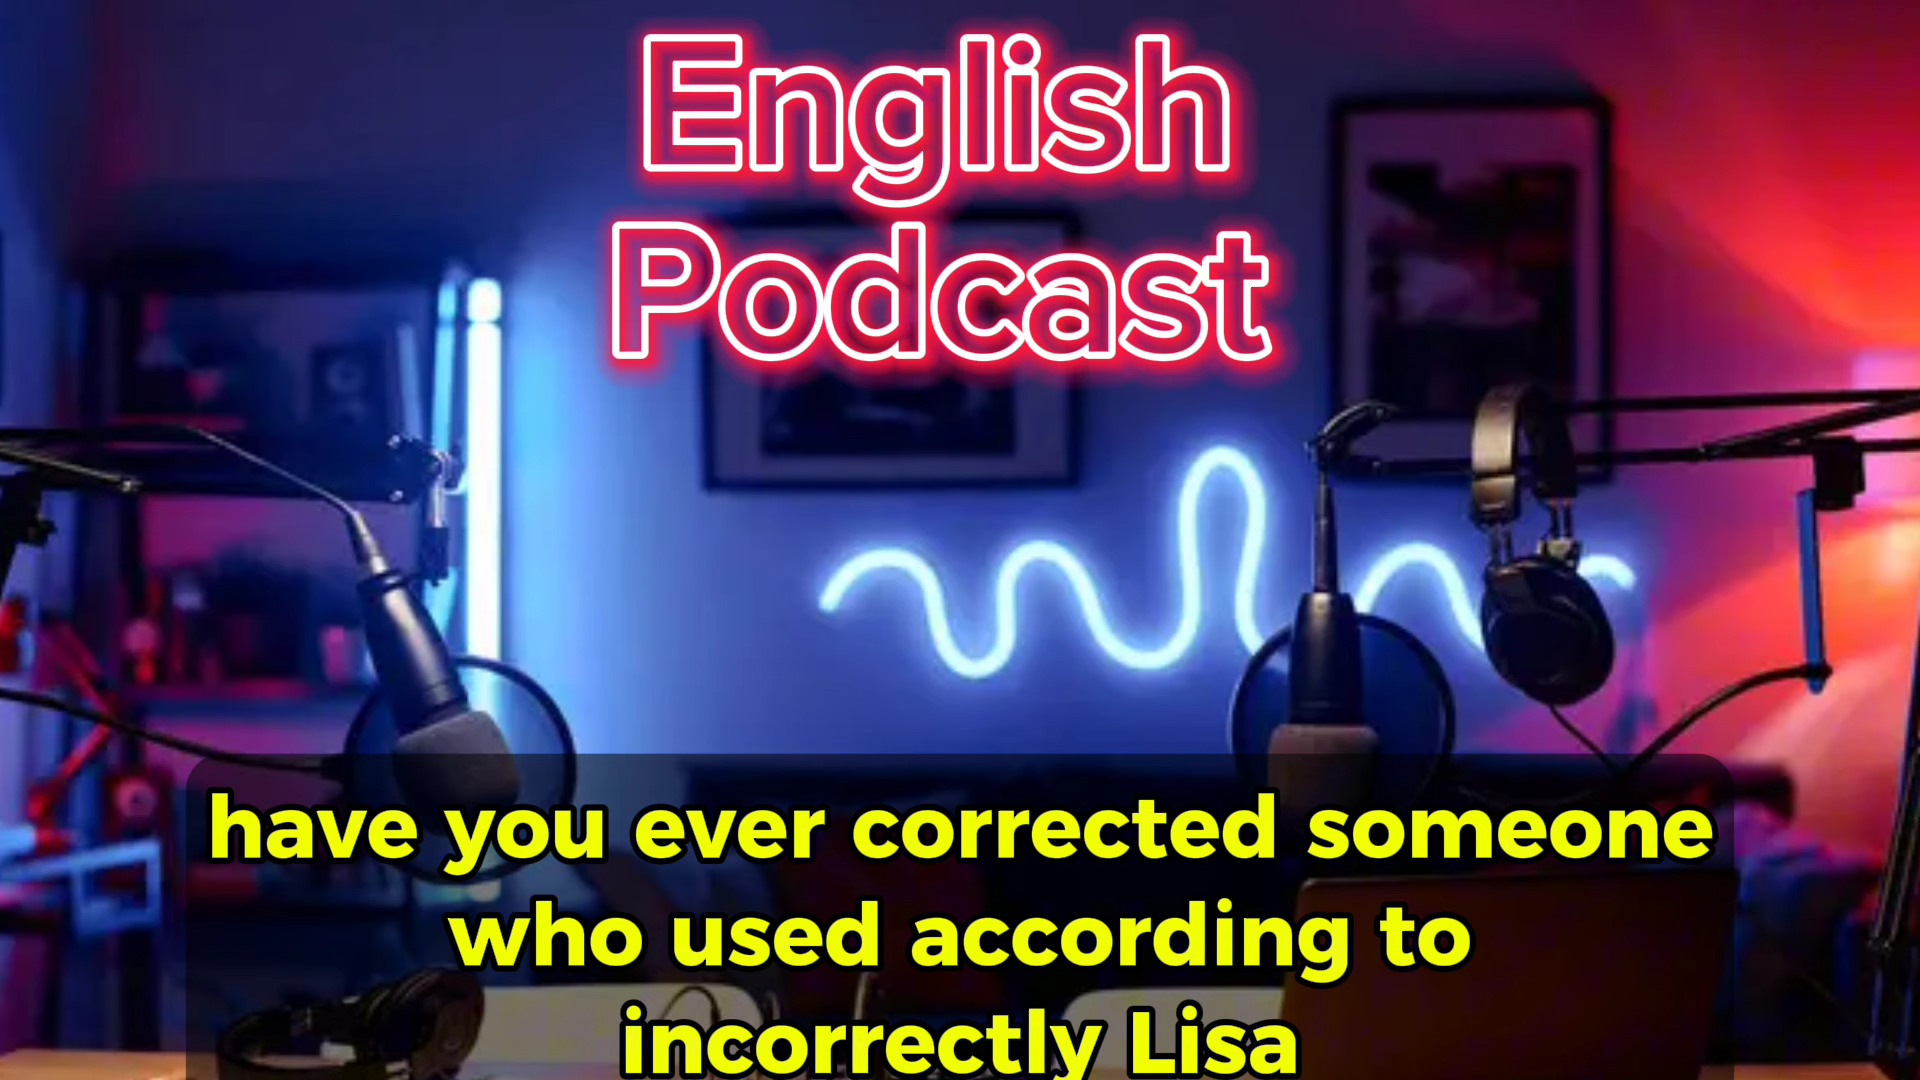 English
Podcast
have you ever corrected someone
who used according to
incorrectly Lisa